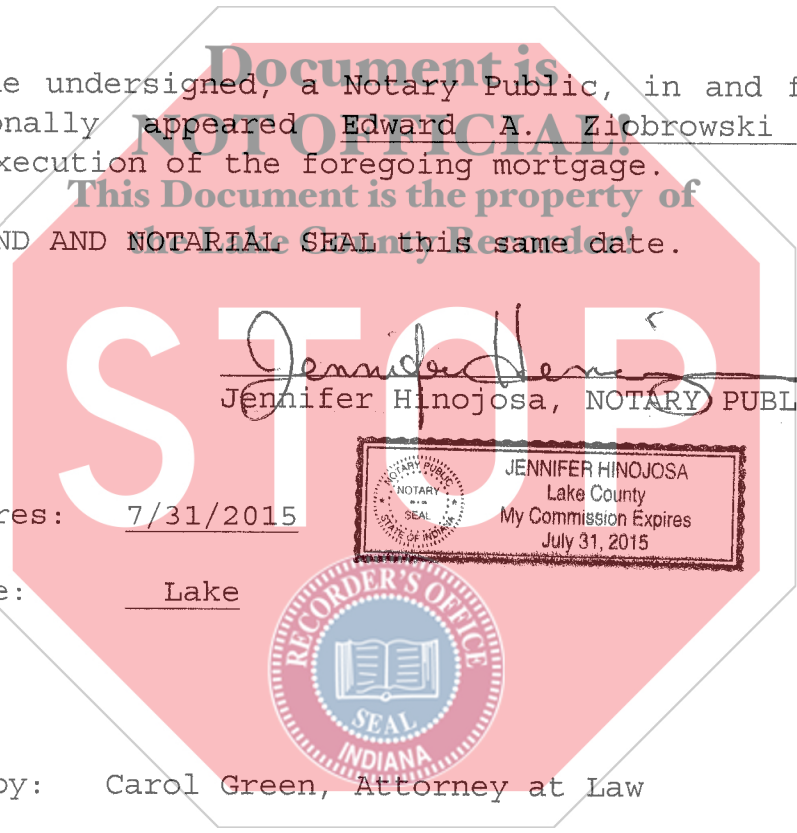 Document is
e undersigned, a Notary Public, in and f
onally appeared Edward A. Ziobrowski
NOT OFFICIAL!
xecution of the foregoing mortgage.
This Document is the property of
the Lake County Recorder!
ND AND NOTARIAL SEAL this same date.
STOP
Jennifer Hino
Jennifer Hinojosa, NOTARY PUBL
JENNIFER HINOJOSA
Lake County
My Commission Expires
July 31, 2015
NOTARY PUBLIC
NOTARY
SEAL
STATE OF INDIANA
res: 7/31/2015
e: Lake
RECORDER'S OFFICE
SEAL
INDIANA
by: Carol Green, Attorney at Law